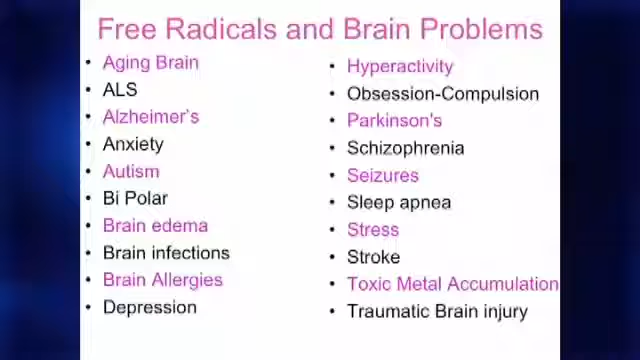 Free Radicals and Brain Problems
• Aging Brain
• ALS
• Alzheimer's
• Anxiety
• Autism
• Bi Polar
• Brain edema
• Brain infections
• Brain Allergies
• Depression
• Hyperactivity
• Obsession-Compulsion
• Parkinson's
• Schizophrenia
• Seizures
• Sleep apnea
• Stress
• Stroke
• Toxic Metal Accumulation
• Traumatic Brain injury